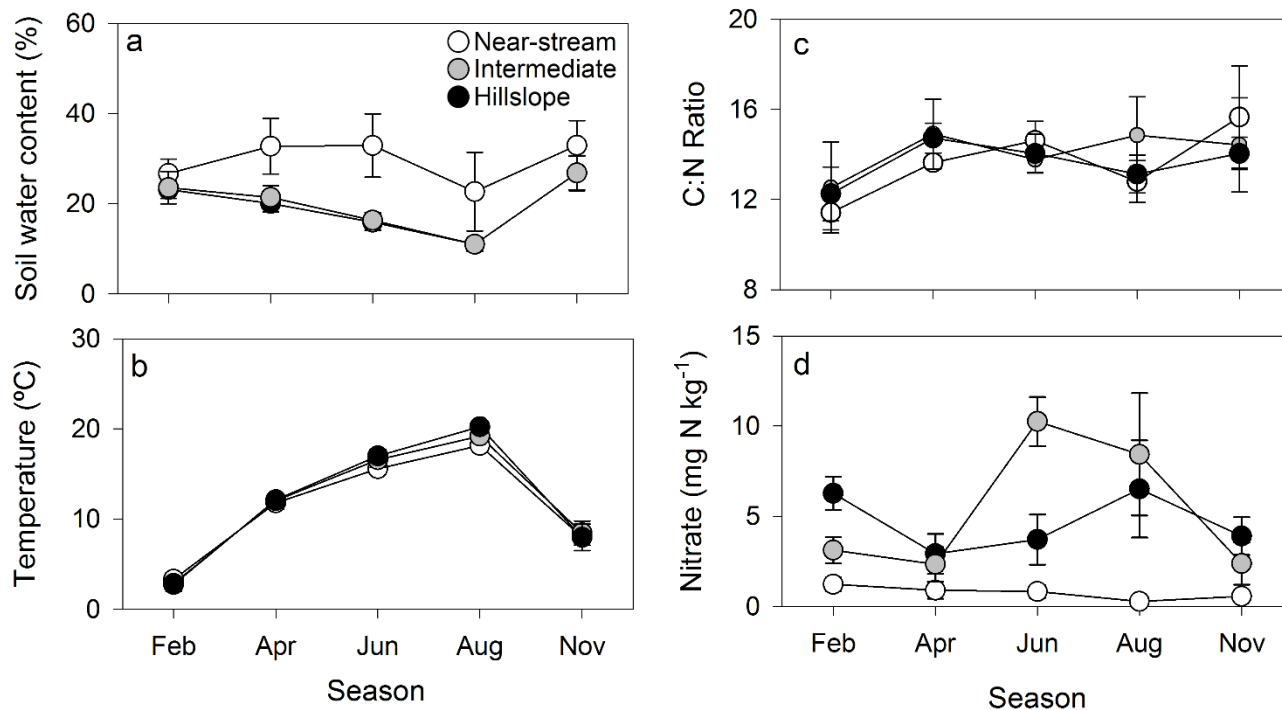 a
Soil water content (%)
60
40
20
0
Near-stream
Intermediate
Hillslope
b
Temperature (ºC)
30
20
10
0
Feb
Apr
Jun
Aug
Nov
Season
c
C:N Ratio
20
16
12
8
d
Nitrate (mg N kg⁻¹)
15
10
5
0
Feb
Apr
Jun
Aug
Nov
Season